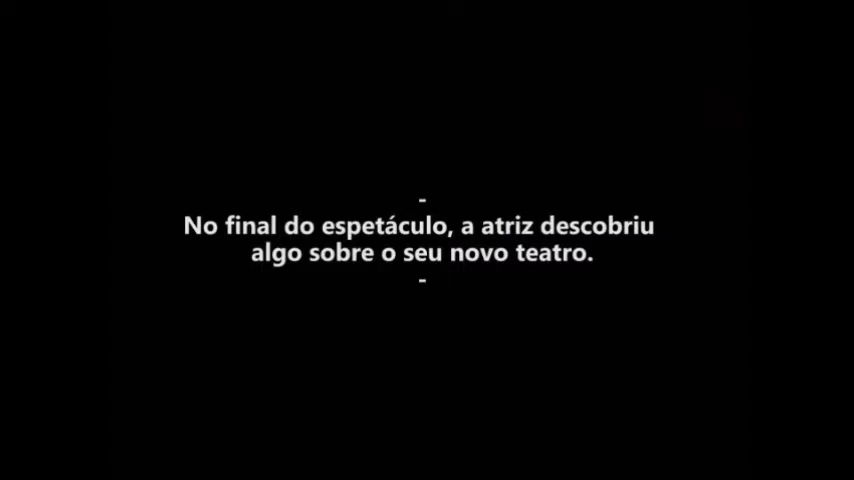 -
No final do espetáculo, a atriz descobriu
algo sobre o seu novo teatro.
-